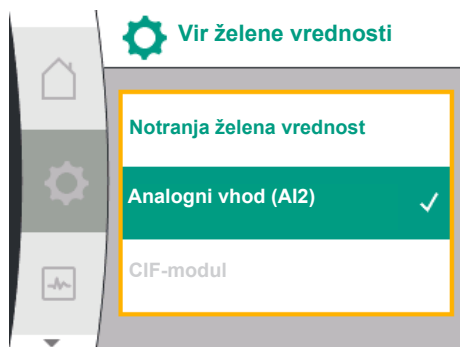 Vir želene vrednosti
Notranja želena vrednost
Analogni vhod (AI2)
CIF-modul